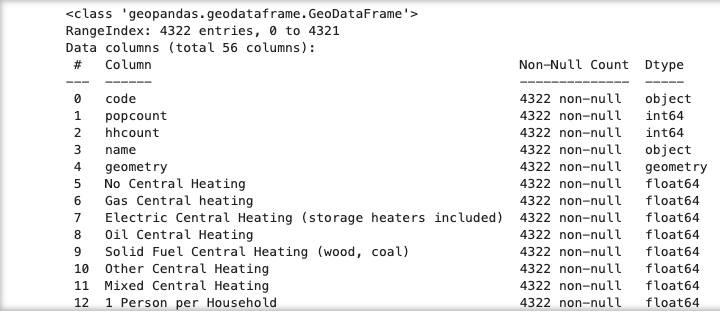 <class 'geopandas.geodataframe.GeoDataFrame'>
RangeIndex: 4322 entries, 0 to 4321
Data columns (total 56 columns):
 #   Column                                              Non-Null Count  Dtype
---  ------                                              --------------  -----
 0   code                                                4322 non-null   object
 1   popcount                                            4322 non-null   int64
 2   hhcount                                             4322 non-null   int64
 3   name                                                4322 non-null   object
 4   geometry                                            4322 non-null   geometry
 5   No Central Heating                                  4322 non-null   float64
 6   Gas Central heating                                 4322 non-null   float64
 7   Electric Central Heating (storage heaters included)  4322 non-null   float64
 8   Oil Central Heating                                 4322 non-null   float64
 9   Solid Fuel Central Heating (wood, coal)             4322 non-null   float64
 10  Other Central Heating                               4322 non-null   float64
 11  Mixed Central Heating                               4322 non-null   float64
 12  1 Person per Household                              4322 non-null   float64